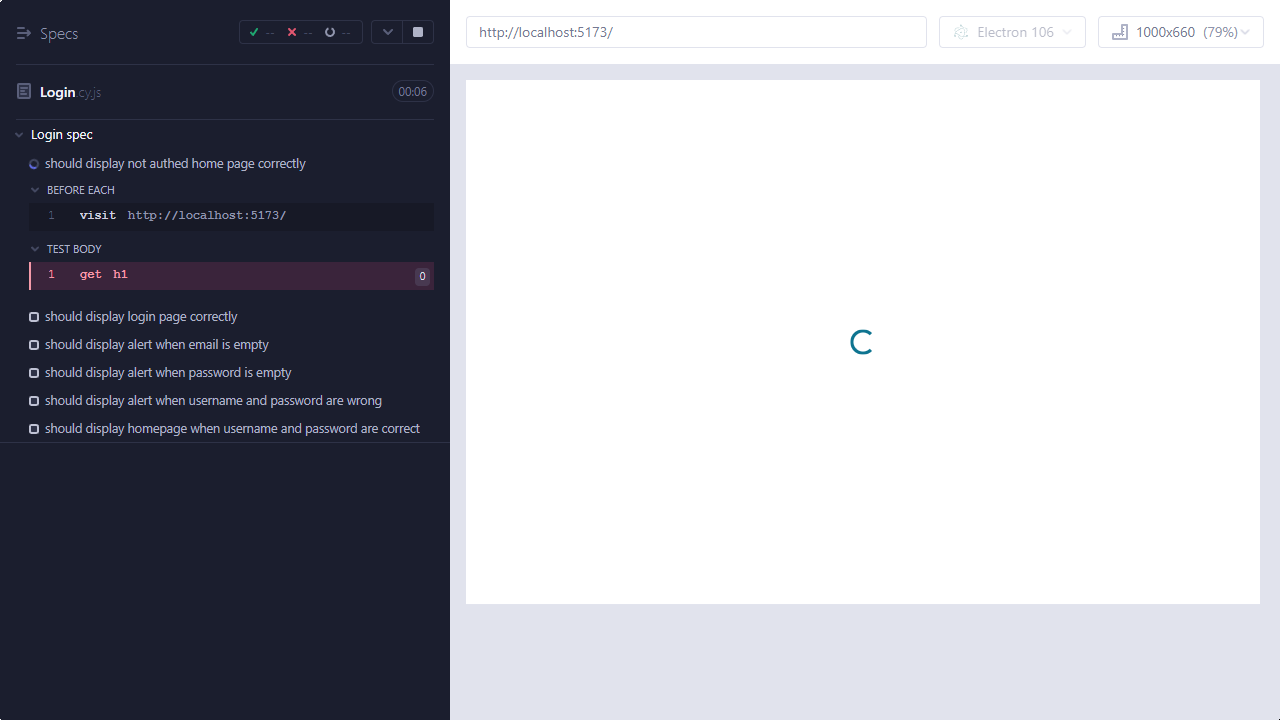 Specs
--
--
--
Login.cy.js
00:06
Login spec
should display not authed home page correctly
BEFORE EACH
1 visit http://localhost:5173/
TEST BODY
1 get h1 0
should display login page correctly
should display alert when email is empty
should display alert when password is empty
should display alert when username and password are wrong
should display homepage when username and password are correct
http://localhost:5173/
Electron 106
1000x660 (79%)